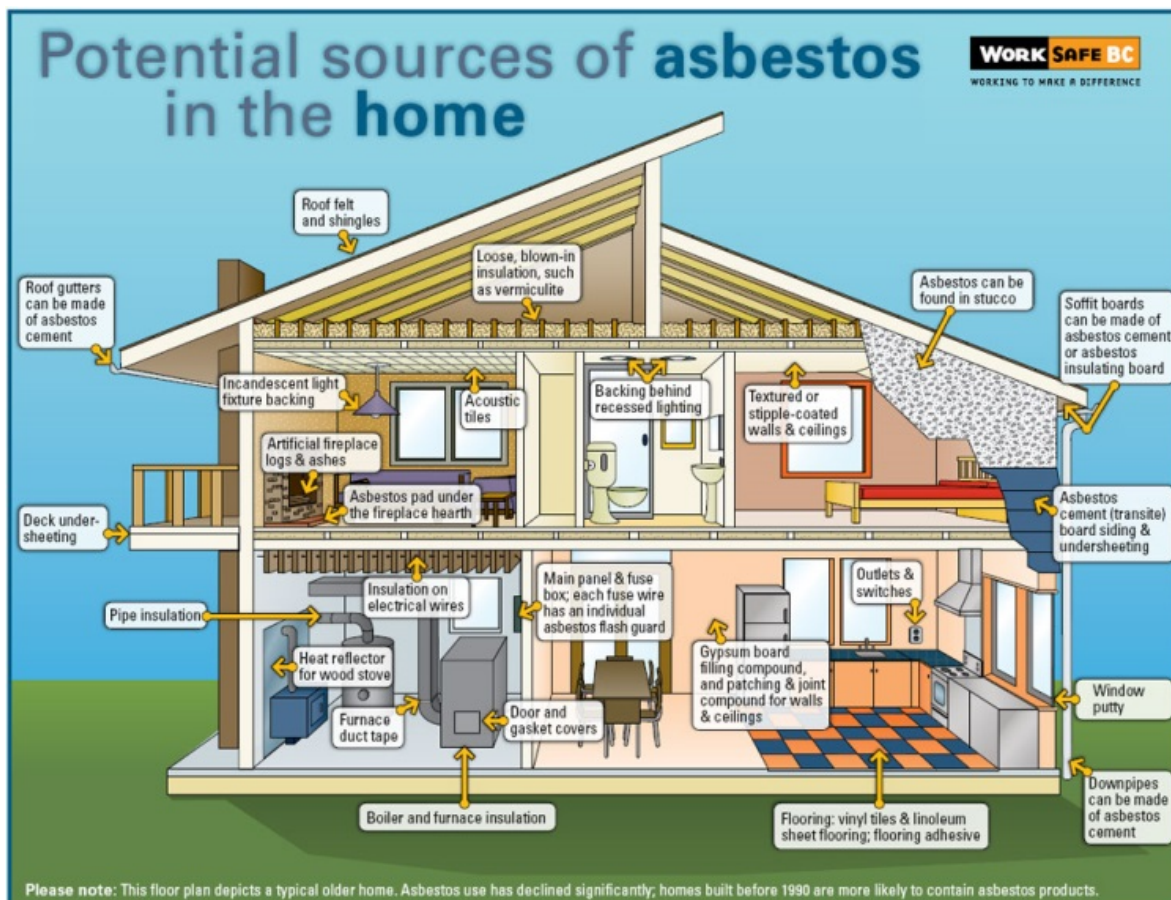 Potential sources of asbestos
in the home
WORK SAFE BC
WORKING TO MAKE A DIFFERENCE
Roof felt
and shingles
Loose, blown-in
insulation, such
as vermiculite
Asbestos can be
found in stucco
Roof gutters
can be made
of asbestos
cement
Soffit boards
can be made of
asbestos cement
or asbestos
insulating board
Incandescent light
fixture backing
Acoustic
tiles
Backing behind
recessed lighting
Textured or
stipple-coated
walls & ceilings
Artificial fireplace
logs & ashes
Asbestos pad under
the fireplace hearth
Asbestos
cement (transite)
board siding &
undersheeting
Deck under-
sheeting
Insulation on
electrical wires
Main panel & fuse
box; each fuse wire
has an individual
asbestos flash guard
Outlets &
switches
Pipe insulation
Heat reflector
for wood stove
Gypsum board
filling compound,
and patching & joint
compound for walls
& ceilings
Furnace
duct tape
Door and
gasket covers
Window
putty
Boiler and furnace insulation
Flooring: vinyl tiles & linoleum
sheet flooring; flooring adhesive
Downpipes
can be made
of asbestos
cement
Please note: This floor plan depicts a typical older home. Asbestos use has declined significantly; homes built before 1990 are more likely to contain asbestos products.